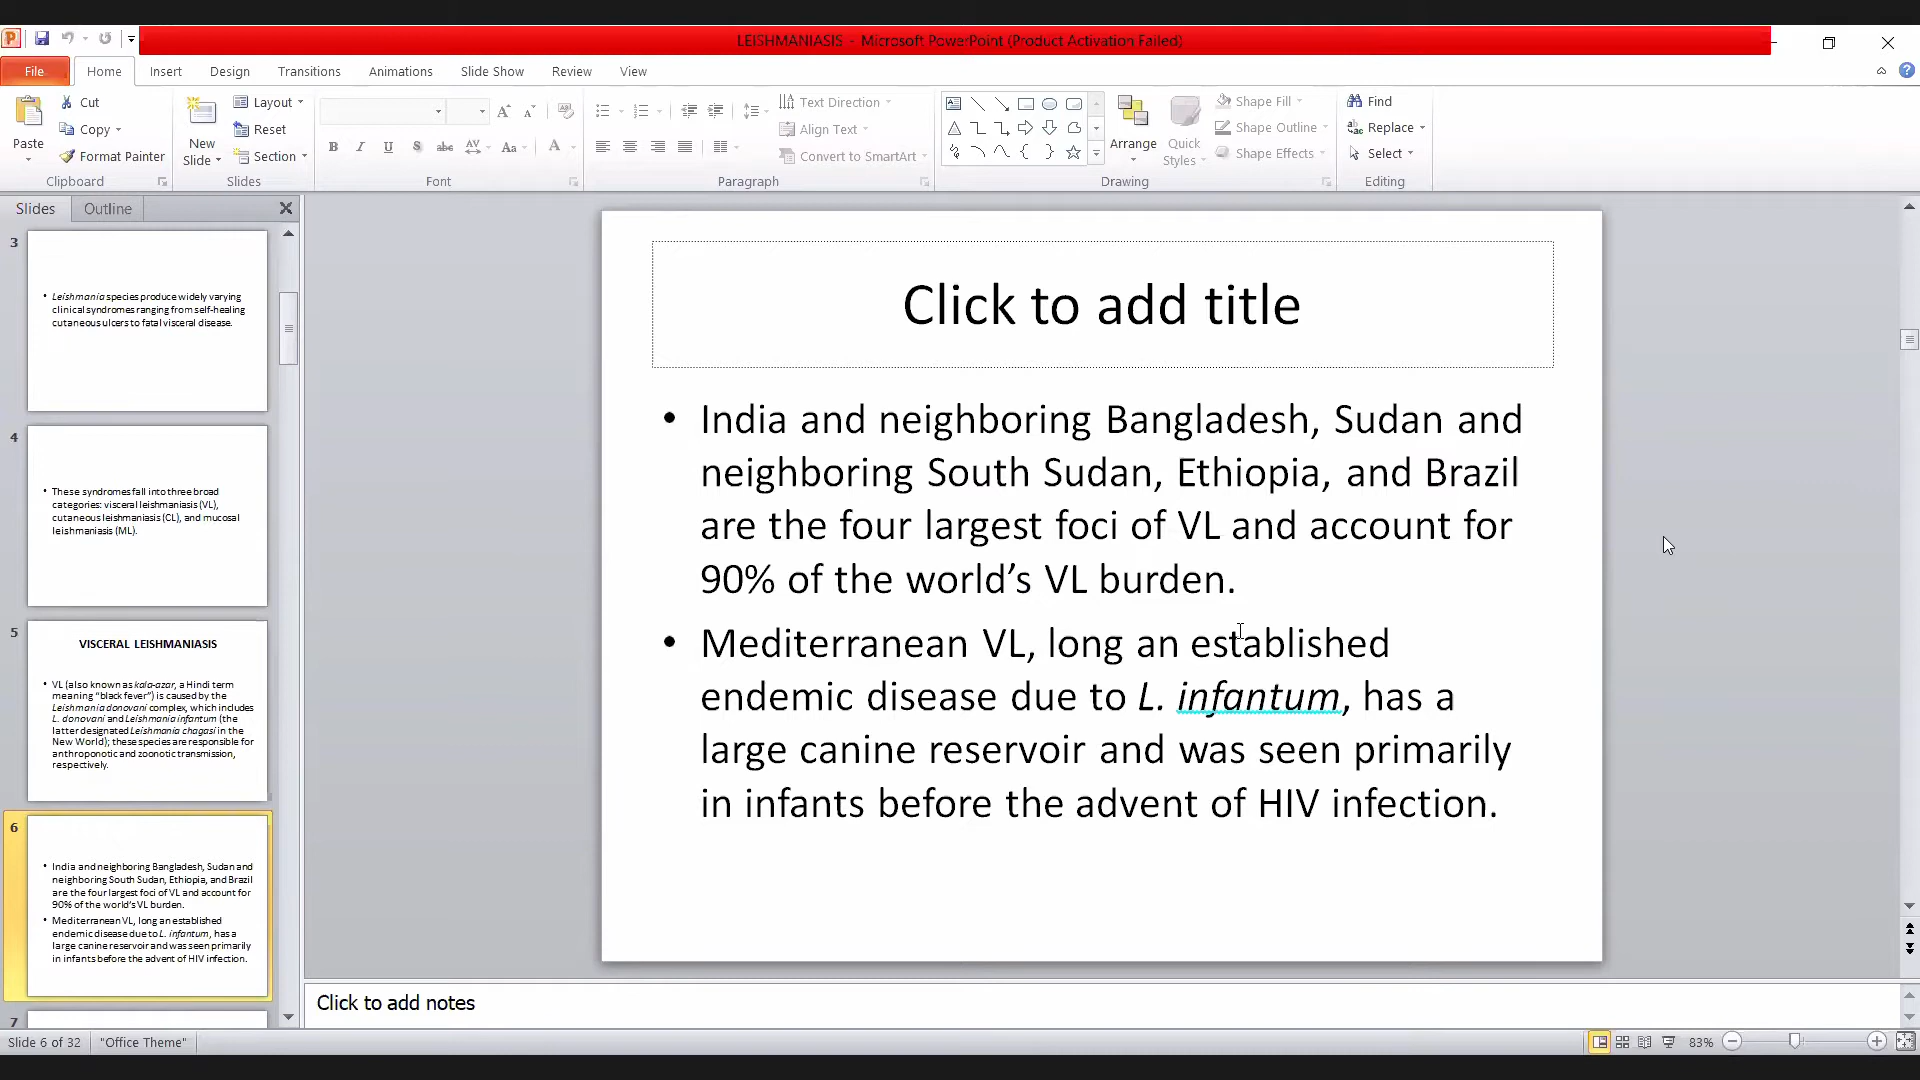 LEISHMANIASIS - Microsoft PowerPoint (Product Activation Failed)
File
Home
Insert
Design
Transitions
Animations
Slide Show
Review
View
Paste
Cut
Copy
Format Painter
Clipboard
New
Slide
Layout
Reset
Section
Slides
Font
Text Direction
Align Text
Convert to SmartArt
Paragraph
Arrange
Quick
Styles
Shape Fill
Shape Outline
Shape Effects
Drawing
Find
Replace
Select
Editing
Slides
Outline
3
• Leishmania species produce widely varying
clinical syndromes ranging from self-healing
cutaneous ulcers to fatal visceral disease.
4
• These syndromes fall into three broad
categories: visceral leishmaniasis (VL),
cutaneous leishmaniasis (CL), and mucosal
leishmaniasis (ML).
5
VISCERAL LEISHMANIASIS
• VL (also known as kala-azar, a Hindi term
meaning “black fever”) is caused by the
Leishmania donovani complex, which includes
L. donovani and Leishmania infantum (the
latter designated Leishmania chagasi in the
New World); these species are responsible for
anthroponotic and zoonotic transmission,
respectively.
6
• India and neighboring Bangladesh, Sudan and
neighboring South Sudan, Ethiopia, and Brazil
are the four largest foci of VL and account for
90% of the world’s VL burden.
• Mediterranean VL, long an established
endemic disease due to L. infantum, has a
large canine reservoir and was seen primarily
in infants before the advent of HIV infection.
7
Click to add title
• India and neighboring Bangladesh, Sudan and
neighboring South Sudan, Ethiopia, and Brazil
are the four largest foci of VL and account for
90% of the world’s VL burden.
• Mediterranean VL, long an established
endemic disease due to L. infantum, has a
large canine reservoir and was seen primarily
in infants before the advent of HIV infection.
Click to add notes
Slide 6 of 32
"Office Theme"
83%